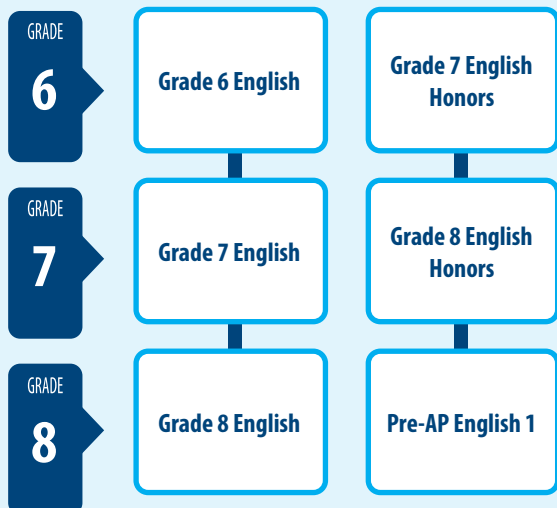 GRADE
6
Grade 6 English
Grade 7 English
Honors
GRADE
7
Grade 7 English
Grade 8 English
Honors
GRADE
8
Grade 8 English
Pre-AP English 1